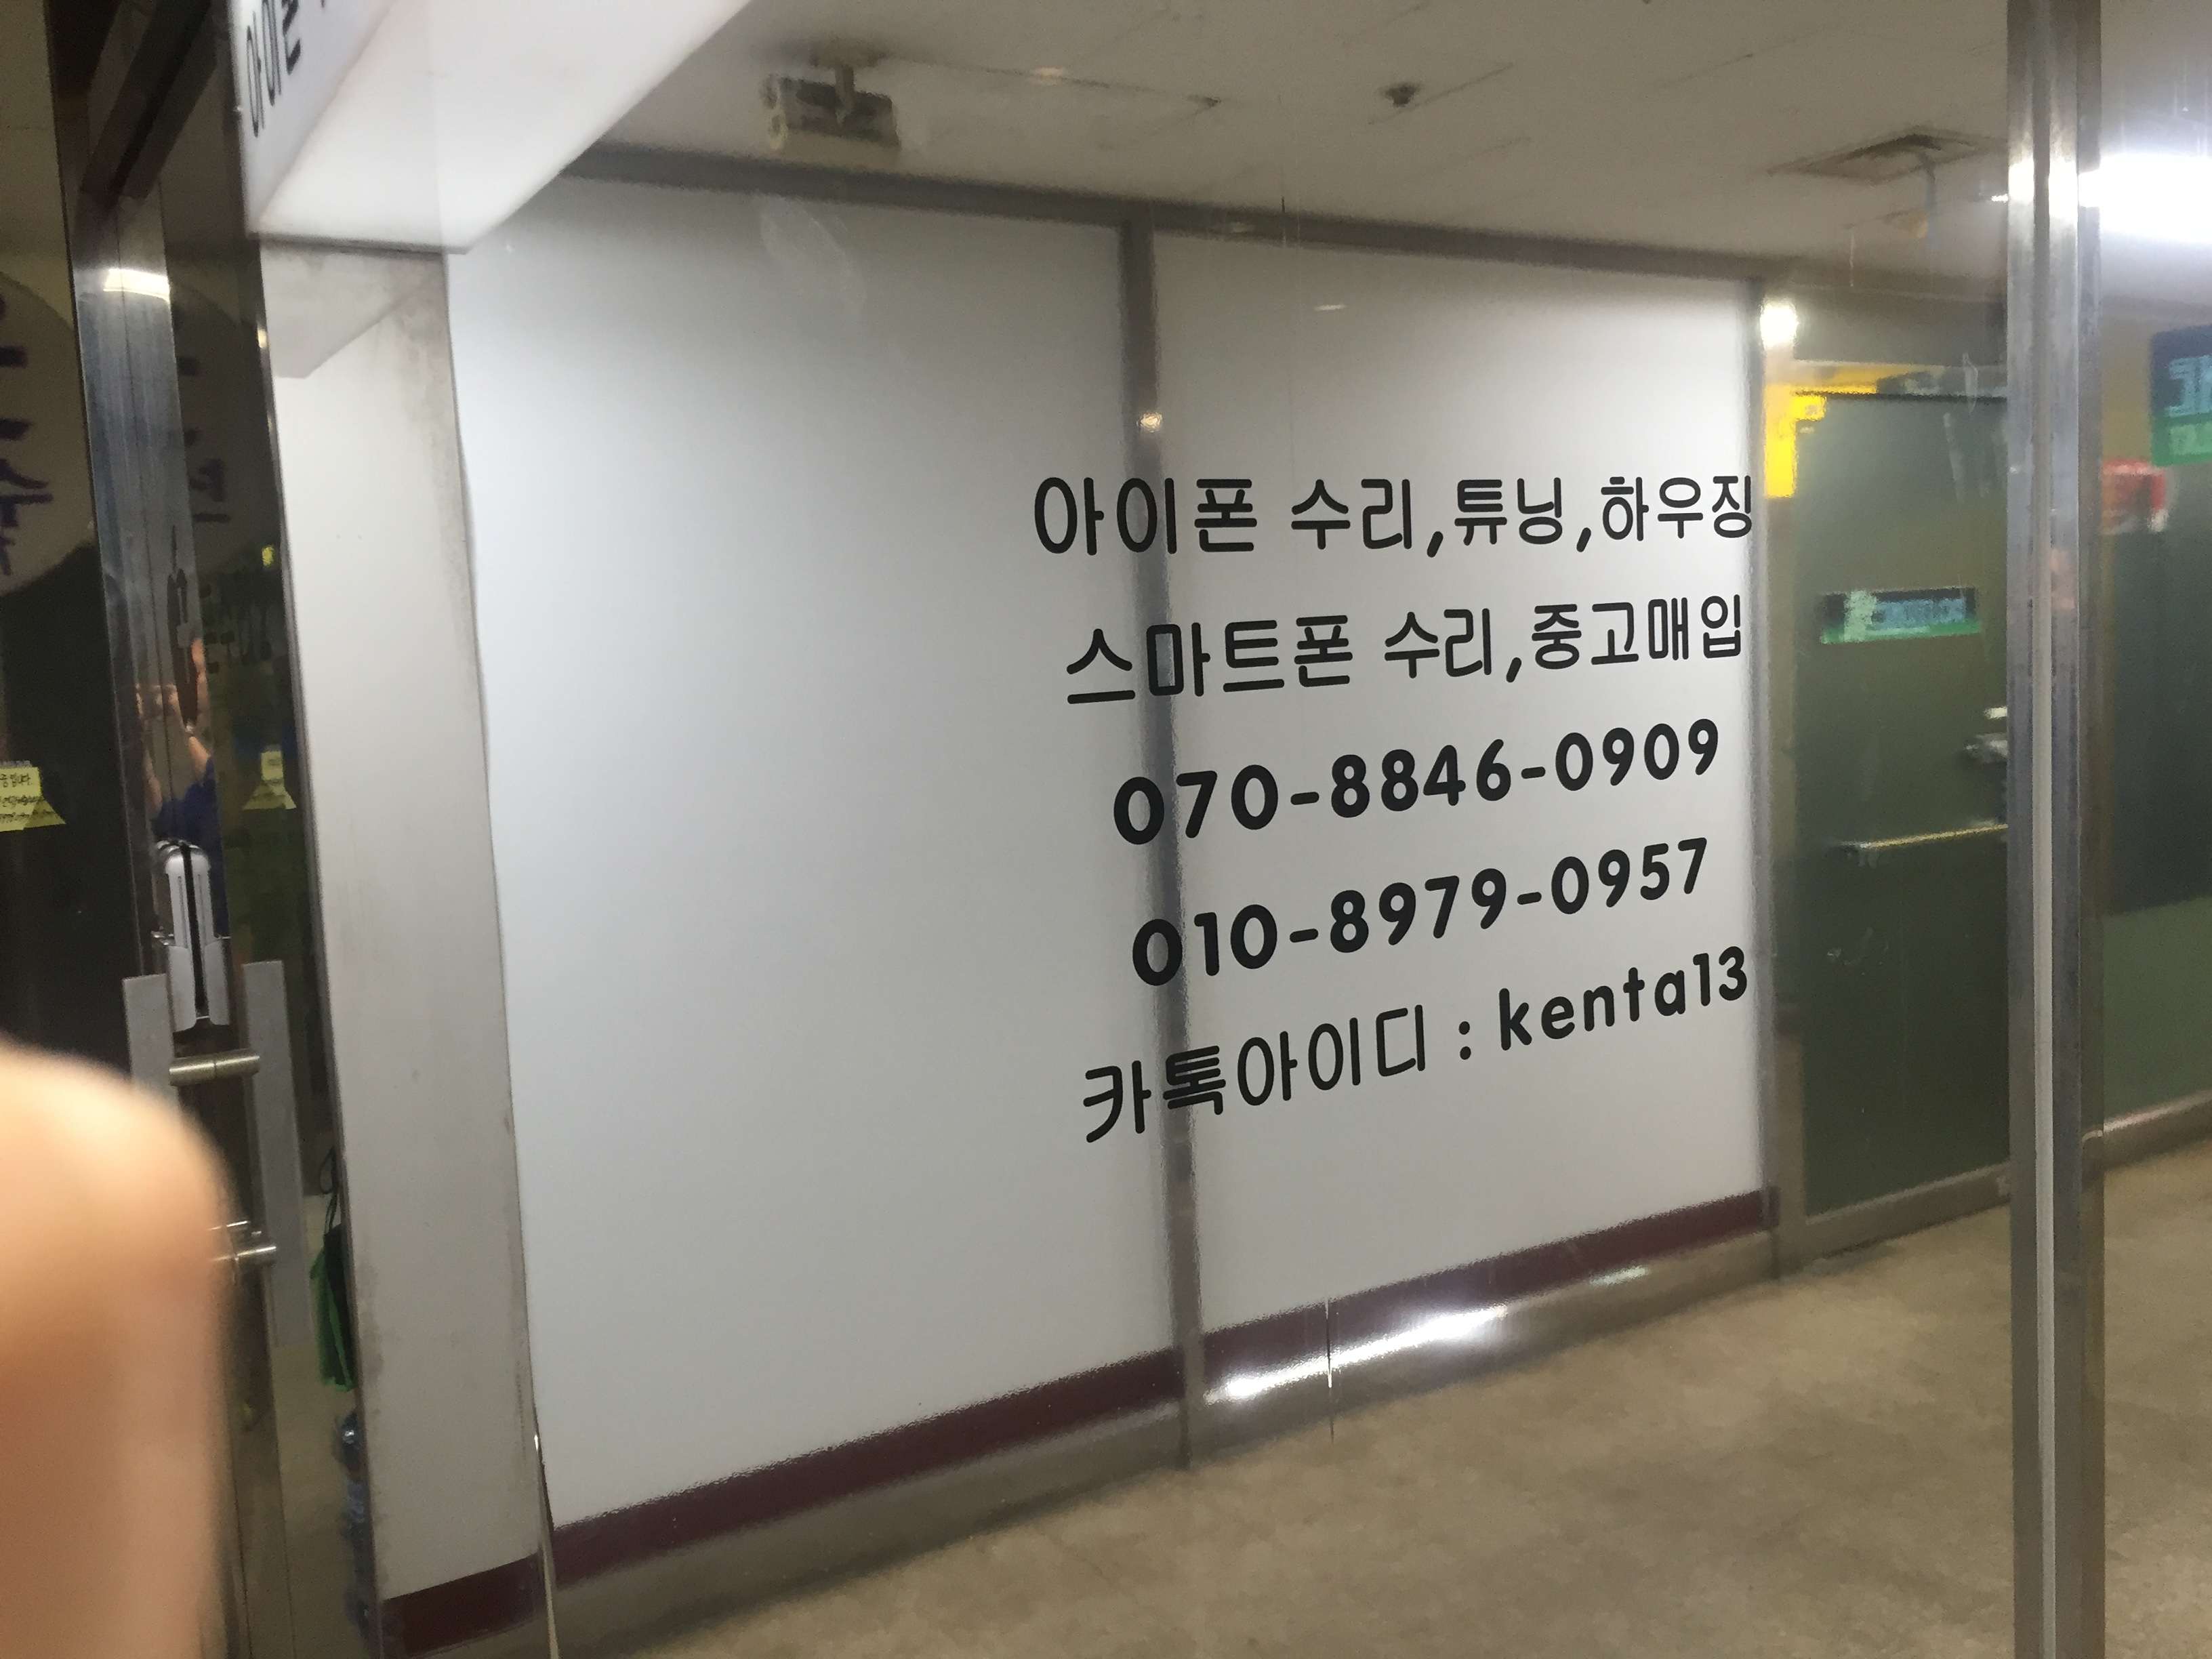 아이폰 수리,튜닝,하우징
스마트폰 수리,중고매입
070-8846-0909
010-8979-0957
카톡아이디 : kenta13